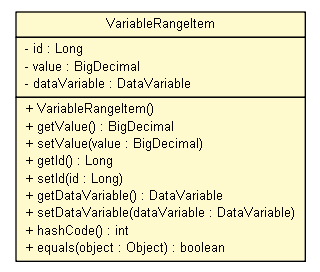 VariableRangeItem
- id : Long
- value : BigDecimal
- dataVariable : DataVariable
+ VariableRangeItem()
+ getValue() : BigDecimal
+ setValue(value : BigDecimal)
+ getId() : Long
+ setId(id : Long)
+ getDataVariable() : DataVariable
+ setDataVariable(dataVariable : DataVariable)
+ hashCode() : int
+ equals(object : Object) : boolean